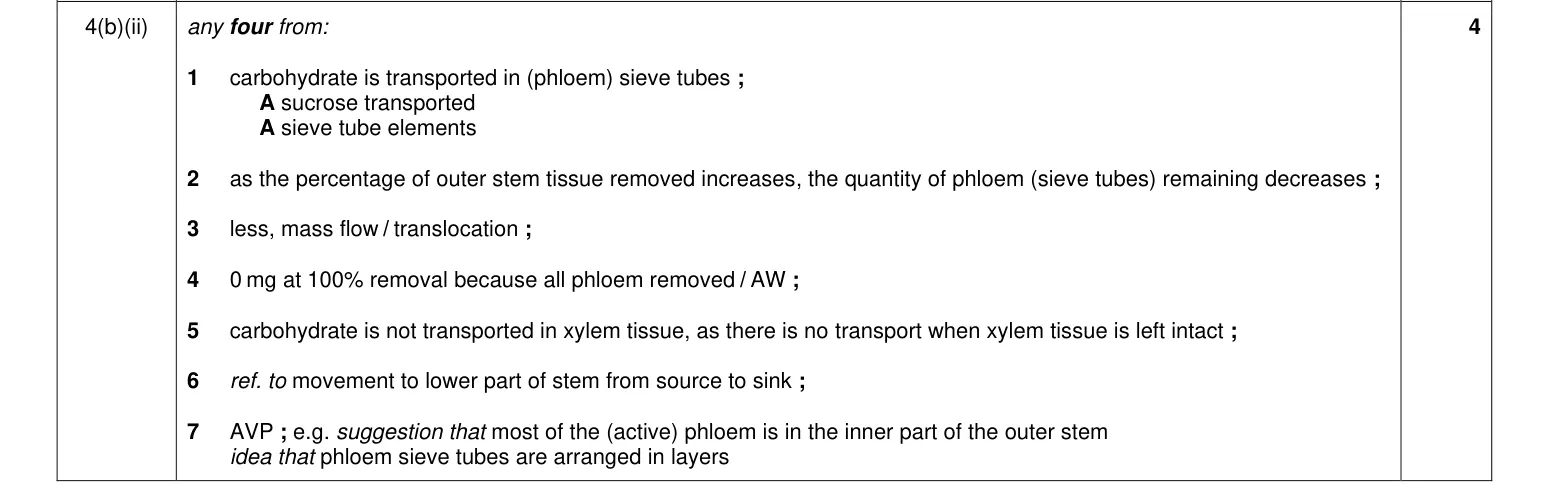 4(b)(ii) any four from: 4
1 carbohydrate is transported in (phloem) sieve tubes ;
A sucrose transported
A sieve tube elements
2 as the percentage of outer stem tissue removed increases, the quantity of phloem (sieve tubes) remaining decreases ;
3 less, mass flow / translocation ;
4 0 mg at 100% removal because all phloem removed / AW ;
5 carbohydrate is not transported in xylem tissue, as there is no transport when xylem tissue is left intact ;
6 ref. to movement to lower part of stem from source to sink ;
7 AVP ; e.g. suggestion that most of the (active) phloem is in the inner part of the outer stem
idea that phloem sieve tubes are arranged in layers